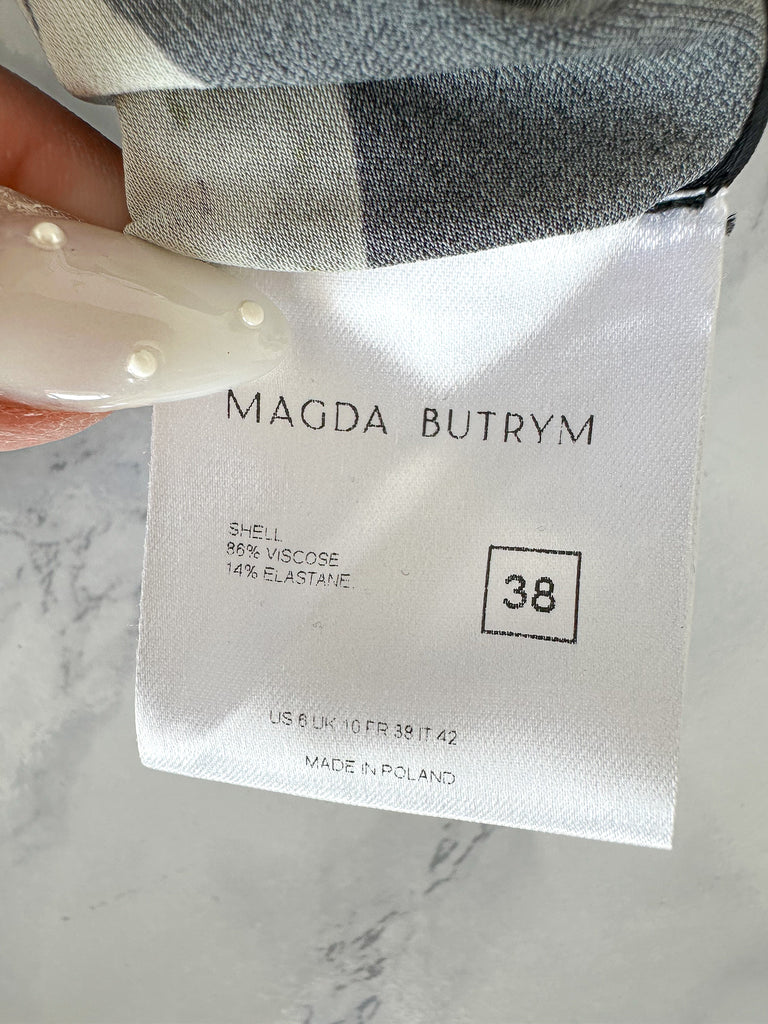 MAGDA BUTRYM
SHELL
86% VISCOSE
14% ELASTANE
38
US 6 UK 10 FR 38 IT 42
MADE IN POLAND